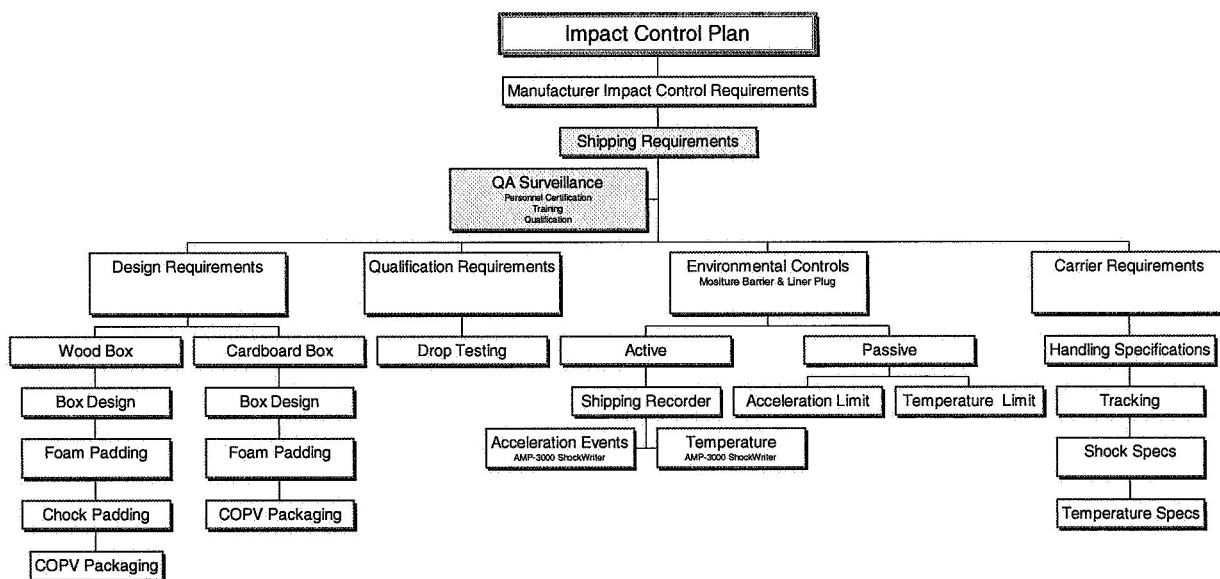 Impact Control Plan
Manufacturer Impact Control Requirements
Shipping Requirements
QA Surveillance
Personnel Certification
Training
Qualification
Design Requirements
Qualification Requirements
Environmental Controls
Mositure Barrier & Liner Plug
Carrier Requirements
Wood Box
Cardboard Box
Drop Testing
Active
Passive
Handling Specifications
Box Design
Box Design
Shipping Recorder
Acceleration Limit
Temperature Limit
Tracking
Foam Padding
Foam Padding
Acceleration Events
AMP-3000 ShockWriter
Temperature
AMP-3000 ShockWriter
Shock Specs
Chock Padding
COPV Packaging
Temperature Specs
COPV Packaging